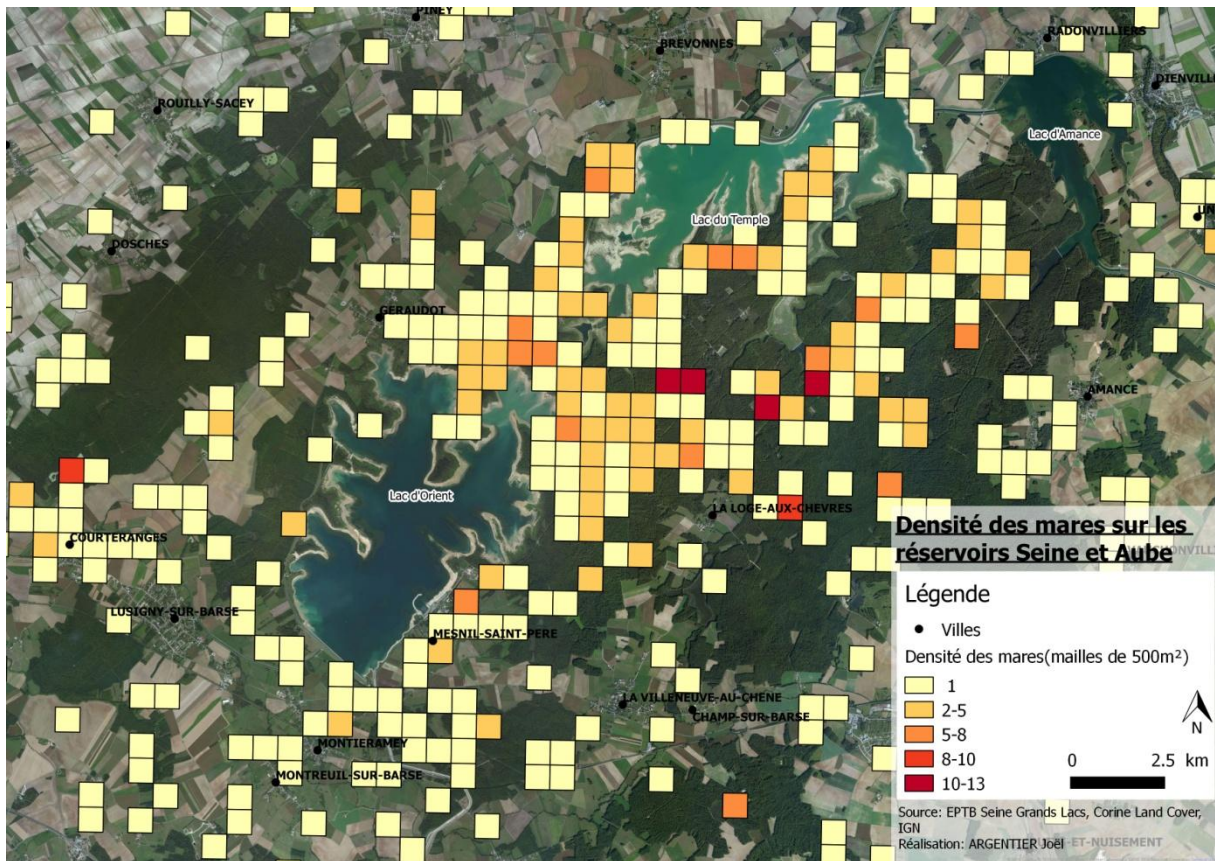 PINEY
BREVONNES
RADONVILLIERS
DIENVILLE
ROUILLY-SACEY
Lac d'Amance
Lac du Temple
DOSCHES
GERAUDOT
AMANCE
Lac d'Orient
LA LOGE-AUX-CHEVRES
COURTERANGES
LUSIGNY-SUR-BARSE
MESNIL-SAINT-PERE
LA VILLENEUVE-AU-CHENE
CHAMP-SUR-BARSE
MONTIERAMEY
MONTREUIL-SUR-BARSE
Densité des mares sur les
réservoirs Seine et Aube
Légende
Villes
Densité des mares(mailles de 500m²)
1
2-5
5-8
8-10
10-13
N
0 2.5 km
Source: EPTB Seine Grands Lacs, Corine Land Cover,
IGN
Réalisation: ARGENTIER Joël
ET-NUISEMENT